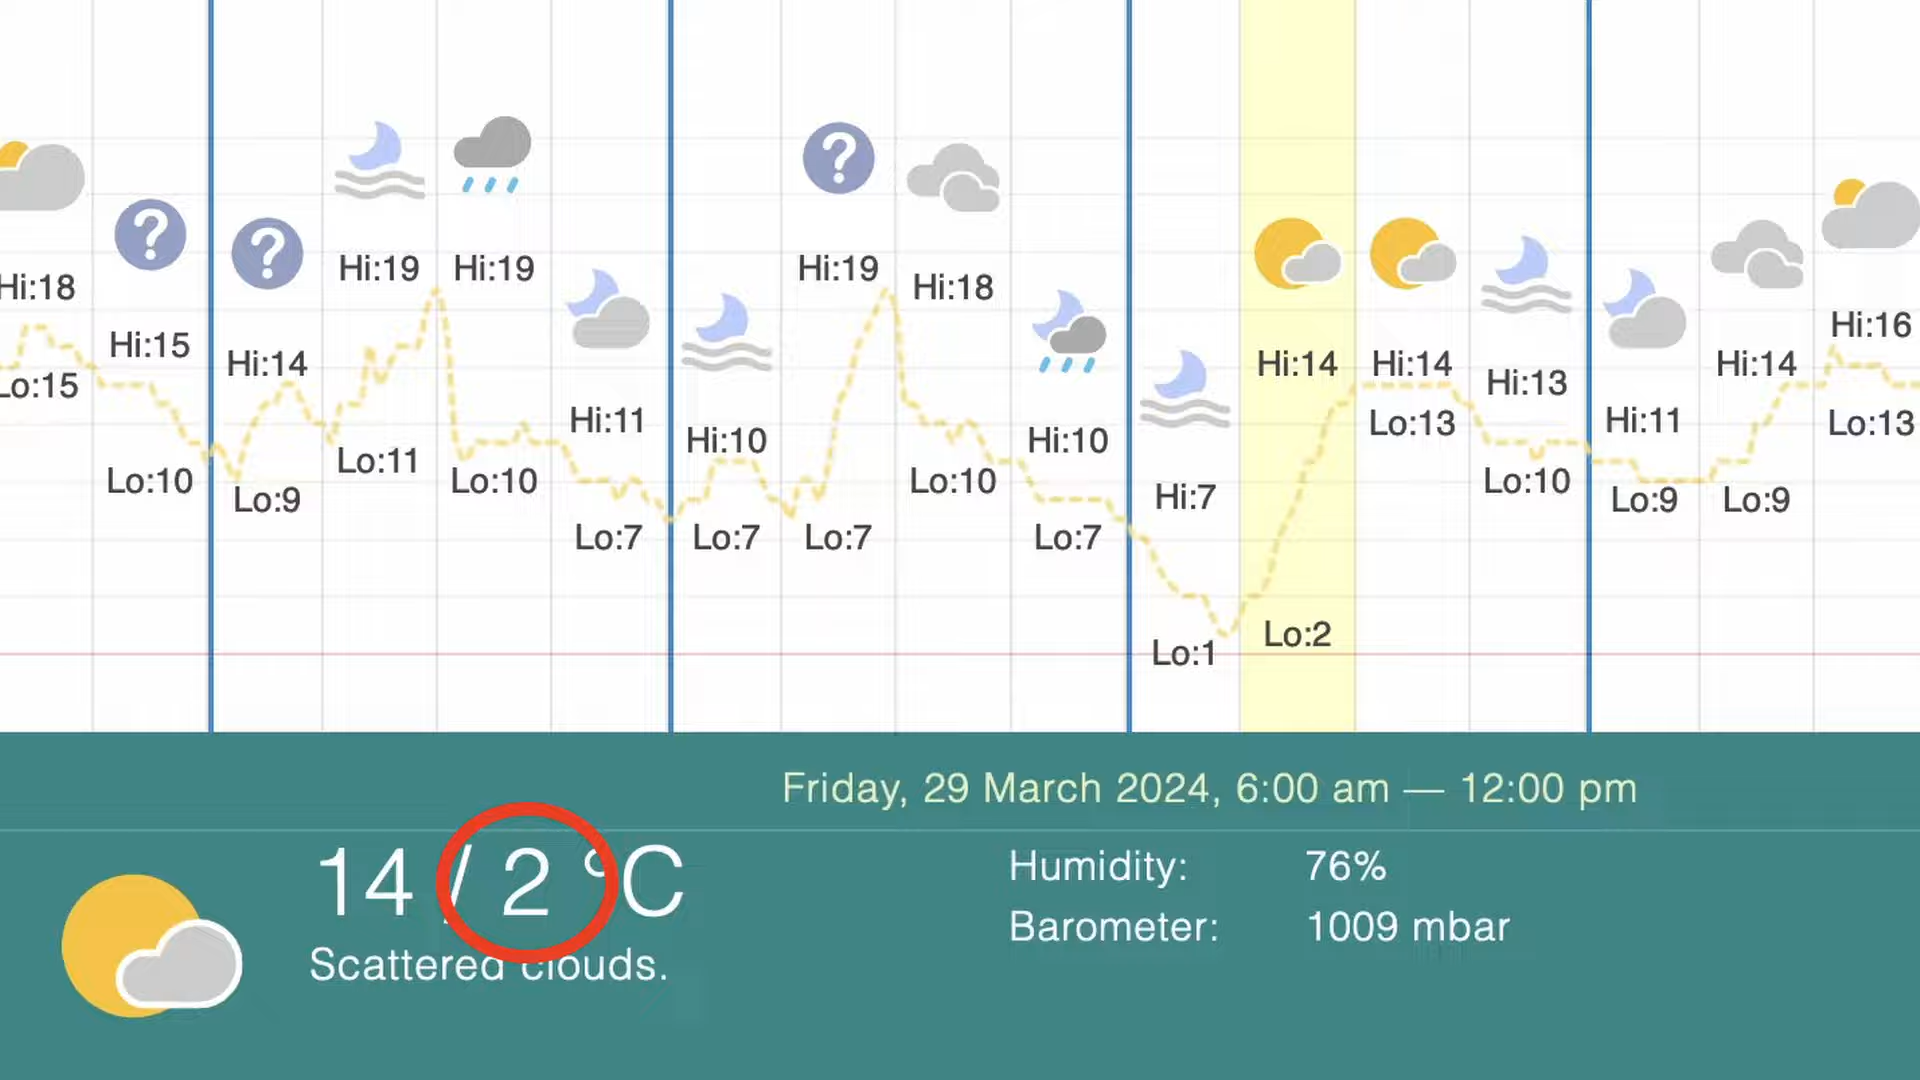 Hi:18
Lo:15
?
Hi:15
Lo:10
?
Hi:14
Lo:9
Hi:19
Lo:11
Hi:19
Lo:10
Hi:11
Lo:7
Hi:10
Lo:7
?
Hi:19
Lo:7
Hi:18
Lo:10
Hi:10
Lo:7
Hi:7
Lo:1
Hi:14
Lo:2
Hi:14
Lo:13
Hi:13
Lo:10
Hi:11
Lo:9
Hi:14
Lo:9
Hi:16
Lo:13
Friday, 29 March 2024, 6:00 am — 12:00 pm
14 / 2 °C
Scattered clouds.
Humidity: 76%
Barometer: 1009 mbar